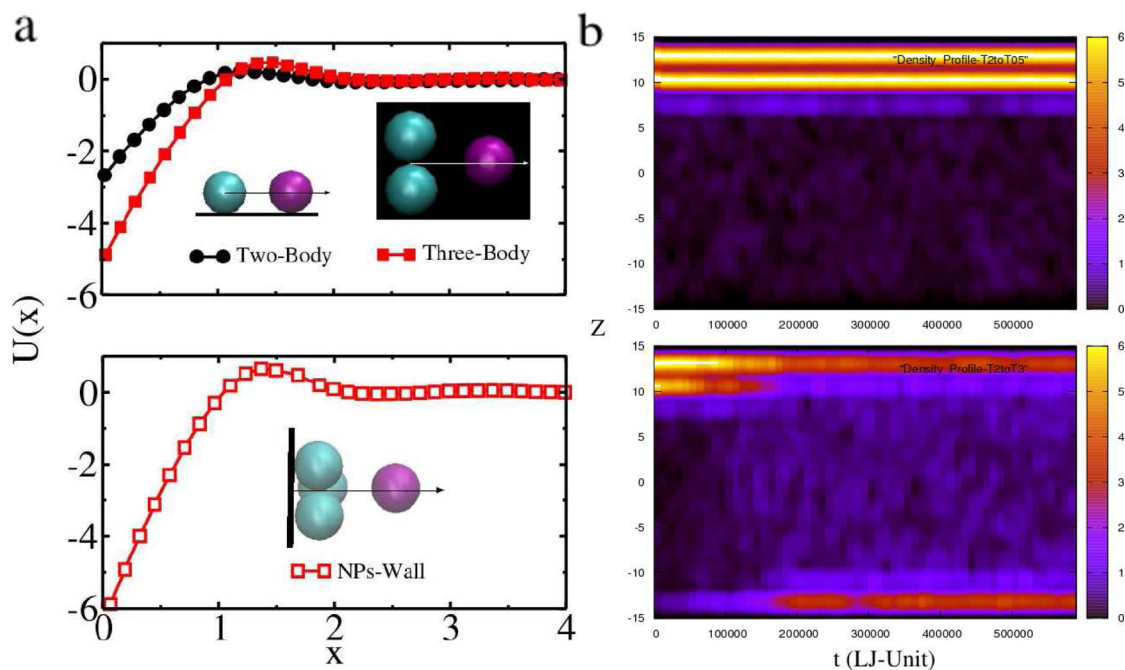 a
0
-2
-4
-6
Two-Body
Three-Body
U(x)
0
-2
-4
-6
NPs-Wall
0 1 2 3 4
x
b
15
10
5
0
-5
-10
-15
"Density_Profile-T2toT05"
0 100000 200000 300000 400000 500000
6
5
4
3
2
1
0
Z
15
10
5
0
-5
-10
-15
"Density_Profile-T2toT3"
0 100000 200000 300000 400000 500000
6
5
4
3
2
1
0
t (LJ-Unit)